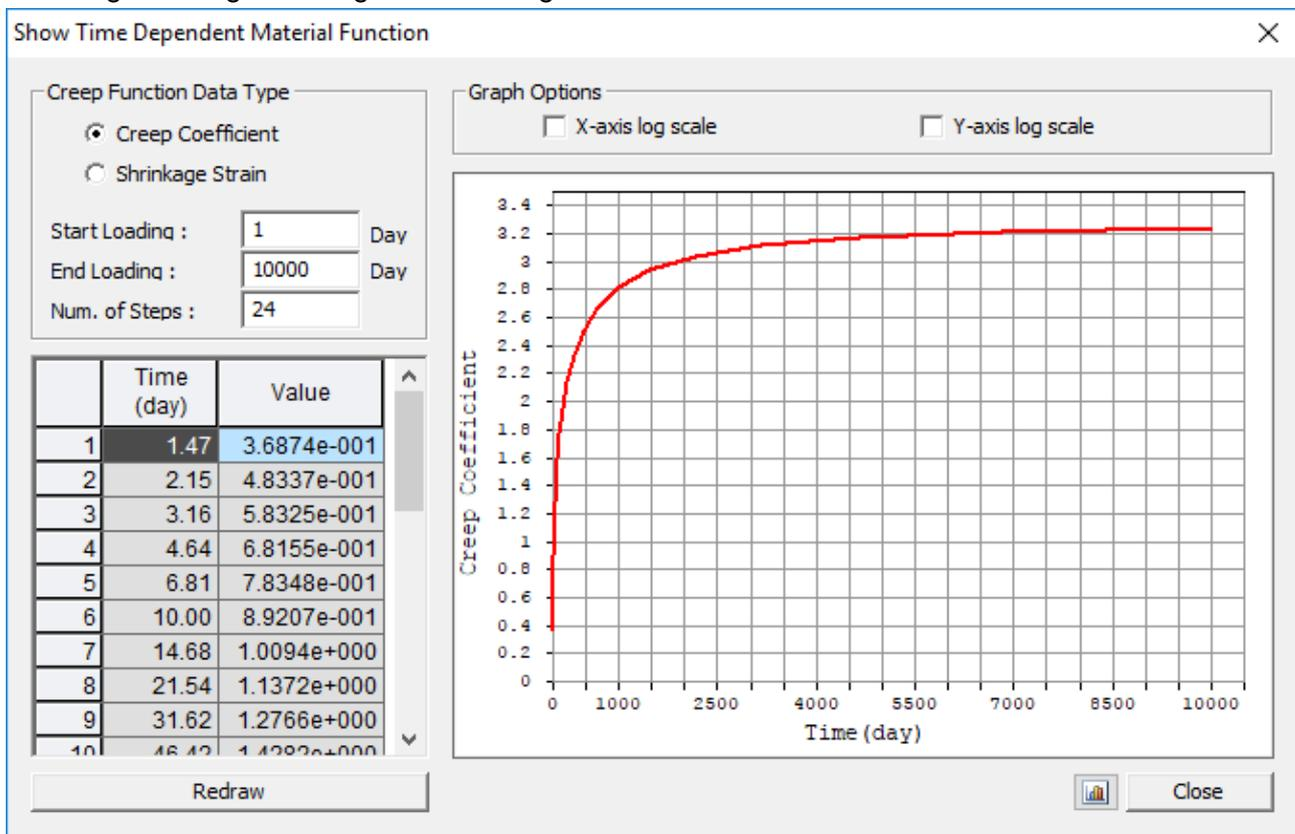 Show Time Dependent Material Function
Creep Function Data Type
Creep Coefficient
Shrinkage Strain
Start Loading : 1 Day
End Loading : 10000 Day
Num. of Steps : 24
Time (day) Value
1 1.47 3.6874e-001
2 2.15 4.8337e-001
3 3.16 5.8325e-001
4 4.64 6.8155e-001
5 6.81 7.8348e-001
6 10.00 8.9207e-001
7 14.68 1.0094e+000
8 21.54 1.1372e+000
9 31.62 1.2766e+000
10 46.42 1.4282e+000
Redraw
Graph Options
X-axis log scale Y-axis log scale
3.4
3.2
3
2.8
2.6
2.4
2.2
2
1.8
1.6
1.4
1.2
1
0.8
0.6
0.4
0.2
0
Creep Coefficient
0 1000 2500 4000 5500 7000 8500 10000
Time(day)
Close